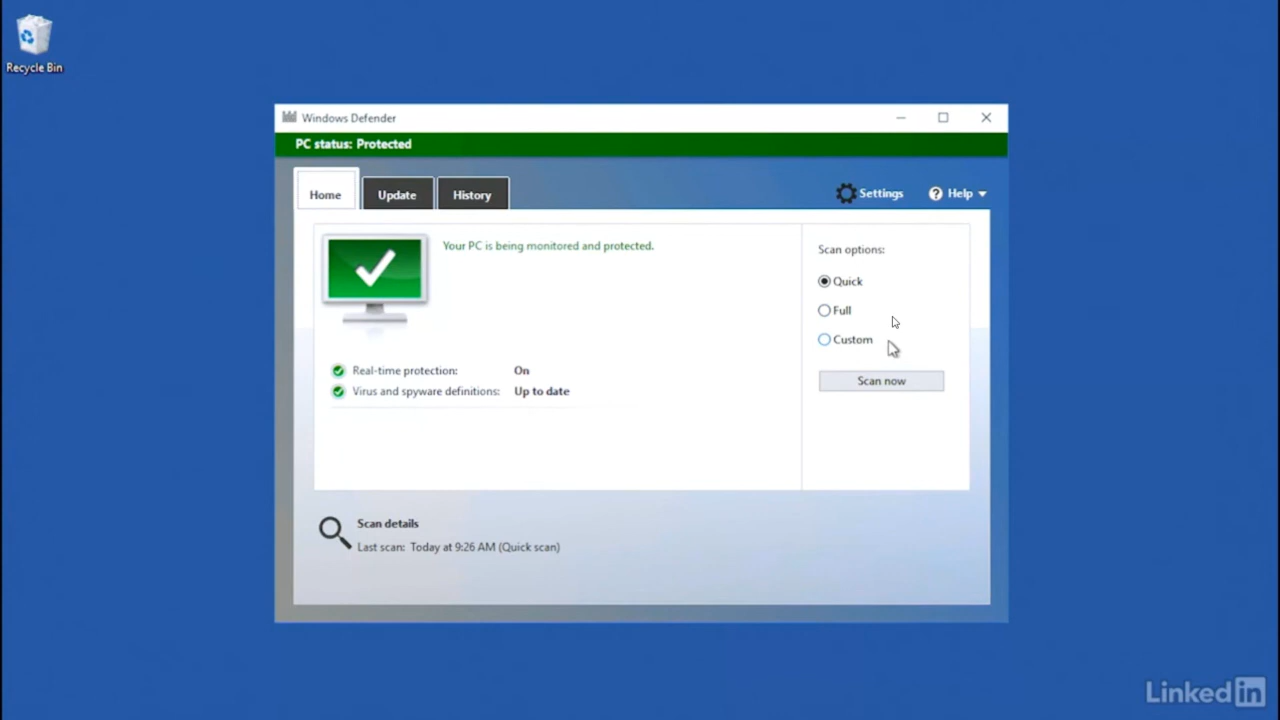 Recycle Bin
Windows Defender
PC status: Protected
Home
Update
History
Settings
? Help
Your PC is being monitored and protected.
Scan options:
Quick
Full
Custom
Scan now
Real-time protection: On
Virus and spyware definitions: Up to date
Scan details
Last scan: Today at 9:26 AM (Quick scan)
LinkedIn